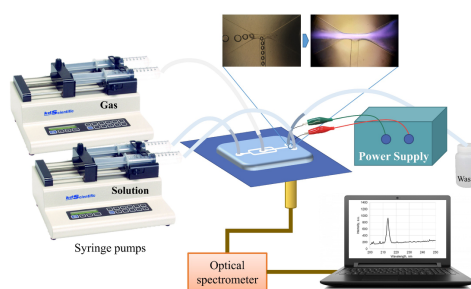 Gas
Solution
Syringe pumps
Power Supply
Was
Optical
spectrometer